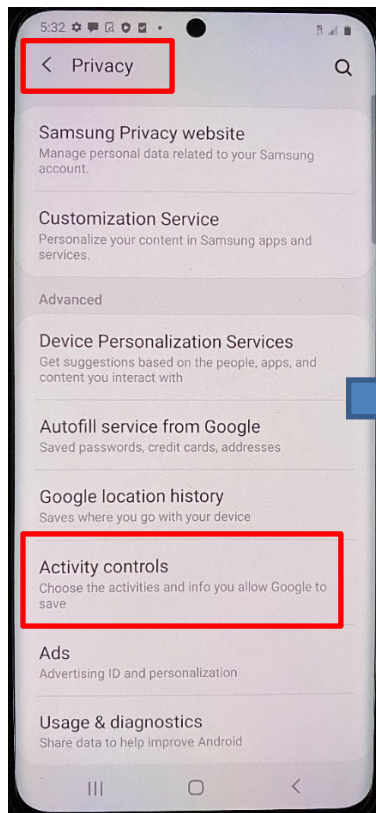 5:32
Privacy
Samsung Privacy website
Manage personal data related to your Samsung
account.
Customization Service
Personalize your content in Samsung apps and
services.
Advanced
Device Personalization Services
Get suggestions based on the people, apps, and
content you interact with
Autofill service from Google
Saved passwords, credit cards, addresses
Google location history
Saves where you go with your device
Activity controls
Choose the activities and info you allow Google to
save
Ads
Advertising ID and personalization
Usage & diagnostics
Share data to help improve Android